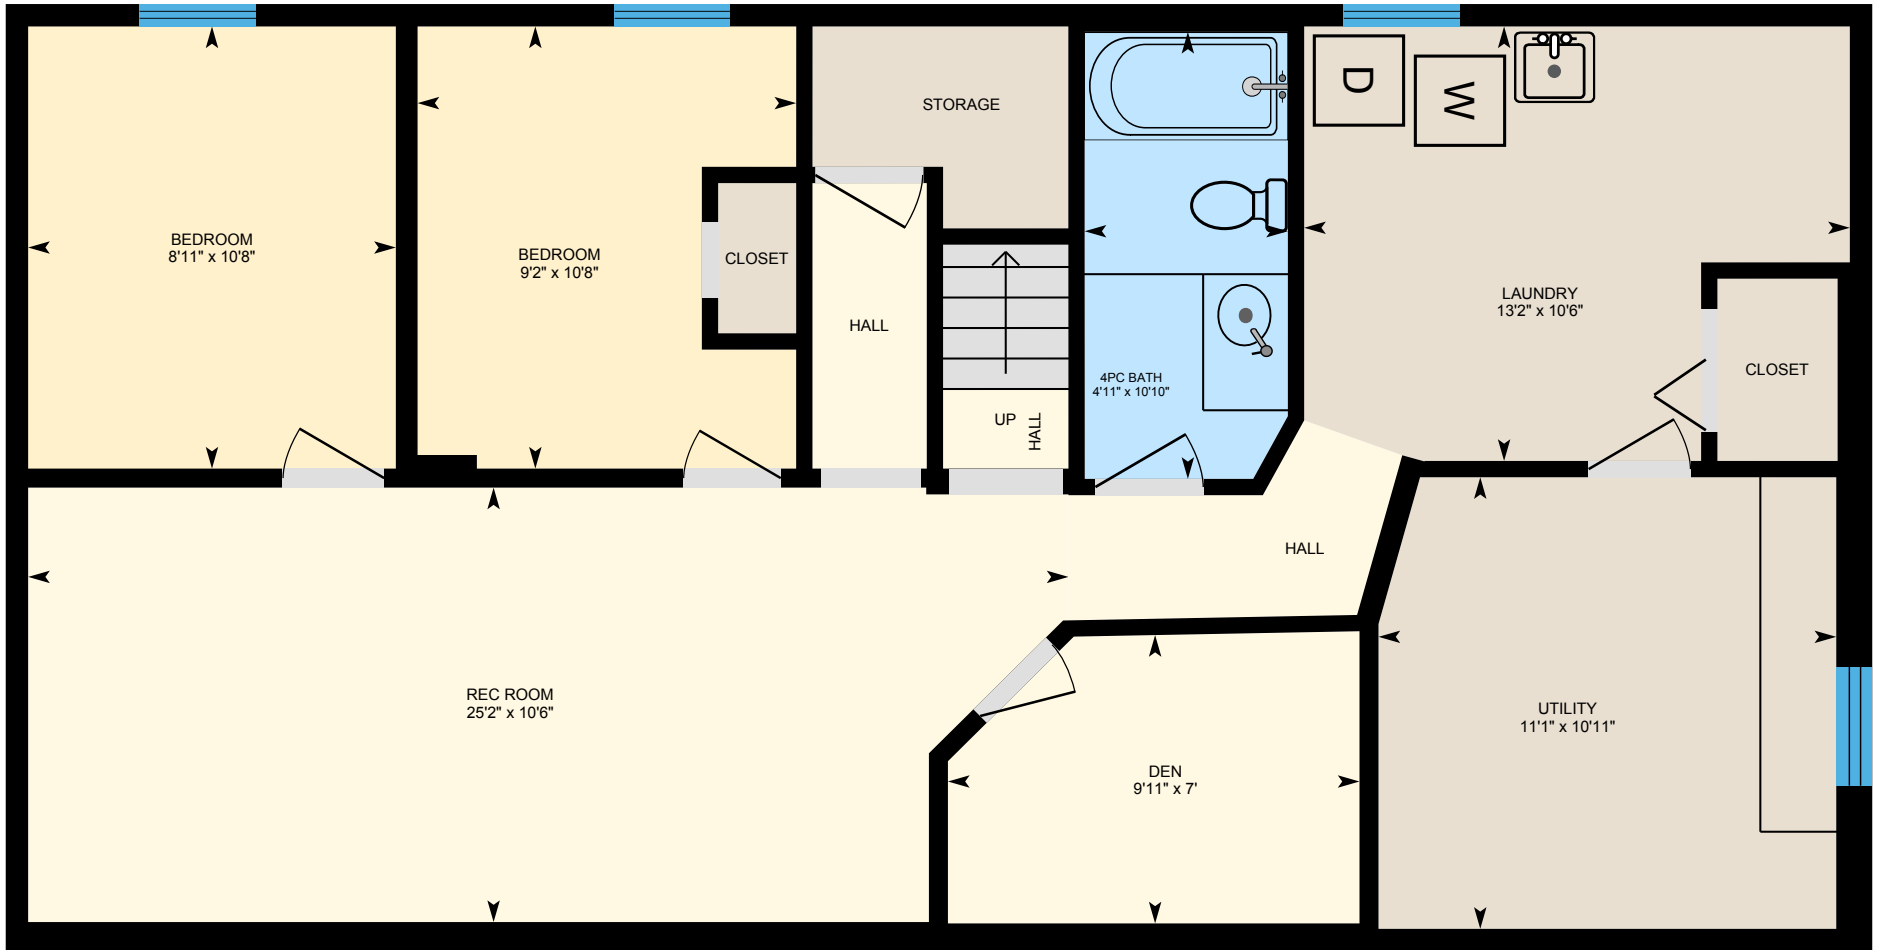 BEDROOM
8'11" x 10'8"
BEDROOM
9'2" x 10'8"
CLOSET
STORAGE
HALL
UP
HALL
4PC BATH
4'11" x 10'10"
D
W
LAUNDRY
13'2" x 10'6"
CLOSET
HALL
REC ROOM
25'2" x 10'6"
DEN
9'11" x 7'
UTILITY
11'1" x 10'11"